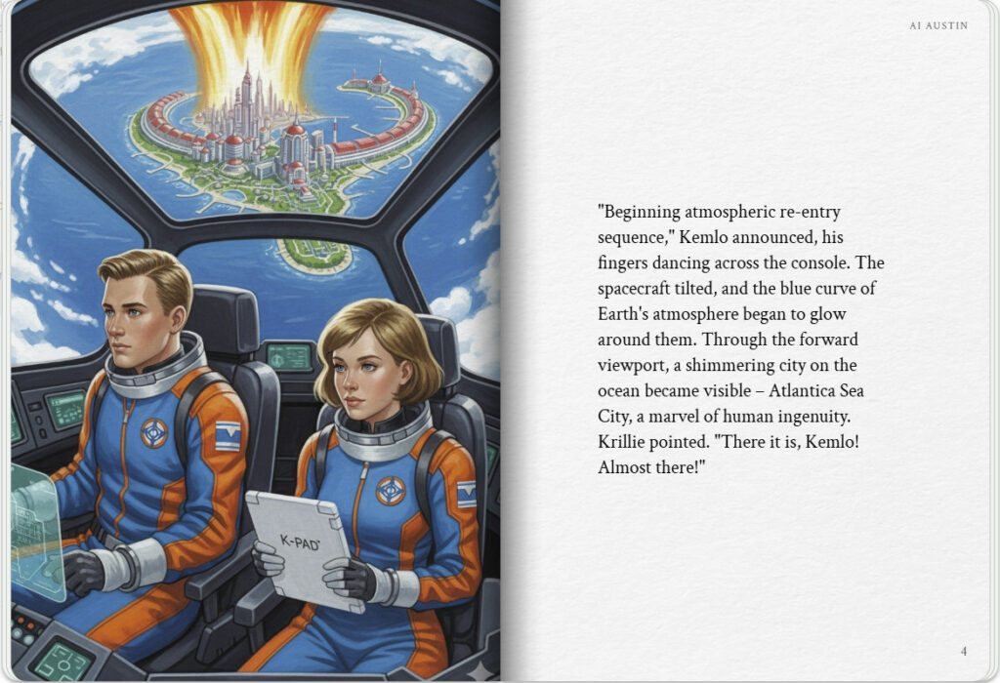 K-PAD
AI AUSTIN
"Beginning atmospheric re-entry
sequence," Kemlo announced, his
fingers dancing across the console. The
spacecraft tilted, and the blue curve of
Earth's atmosphere began to glow
around them. Through the forward
viewport, a shimmering city on the
ocean became visible – Atlantica Sea
City, a marvel of human ingenuity.
Krillie pointed. "There it is, Kemlo!
Almost there!"
4